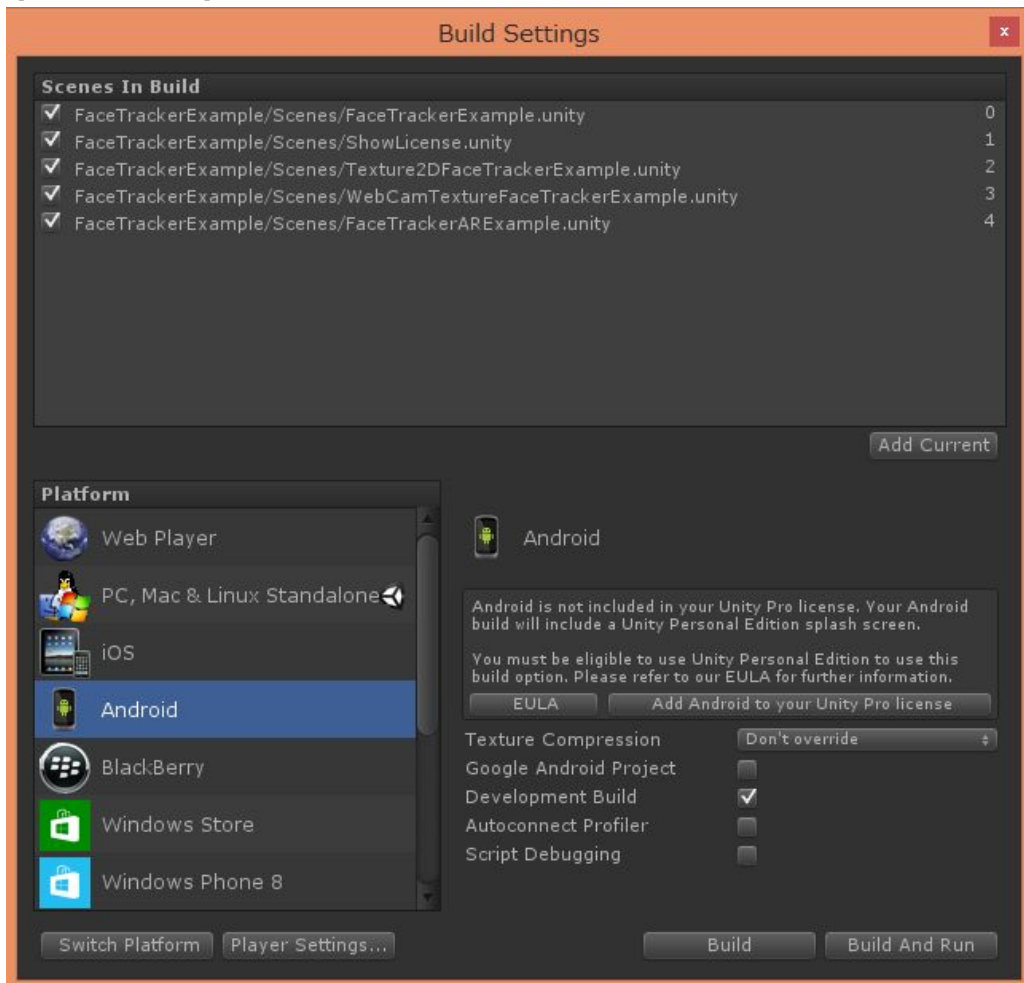 Build Settings
x
Scenes In Build
FaceTrackerExample/Scenes/FaceTrackerExample.unity 0
FaceTrackerExample/Scenes/ShowLicense.unity 1
FaceTrackerExample/Scenes/Texture2DFaceTrackerExample.unity 2
FaceTrackerExample/Scenes/WebCamTextureFaceTrackerExample.unity 3
FaceTrackerExample/Scenes/FaceTrackerARExample.unity 4
Add Current
Platform
Web Player
PC, Mac & Linux Standalone
iOS
Android
BlackBerry
Windows Store
Windows Phone 8
Android
Android is not included in your Unity Pro license. Your Android
build will include a Unity Personal Edition splash screen.
You must be eligible to use Unity Personal Edition to use this
build option. Please refer to our EULA for further information.
EULA Add Android to your Unity Pro license
Texture Compression Don't override
Google Android Project
Development Build
Autoconnect Profiler
Script Debugging
Switch Platform Player Settings... Build Build And Run